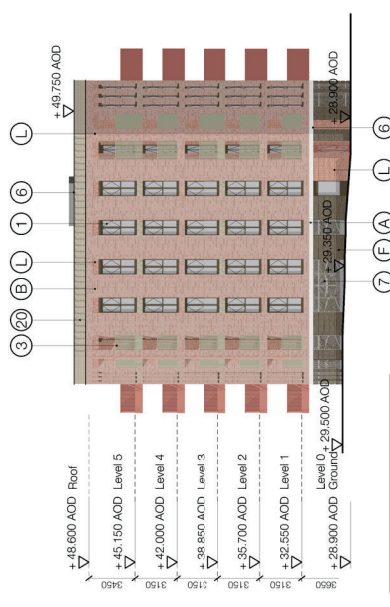 3 20 B L 1 6 L
+ 49.750 AOD
+ 48.600 AOD Roof
3450
+ 45.150 AOD Level 5
3150
+ 42.000 AOD Level 4
3150
+ 38.850 AOD Level 3
3150
+ 35.700 AOD Level 2
3150
+ 32.550 AOD Level 1
3650
Level 0
+ 28.900 AOD Ground
+ 29.500 AOD
+ 29.350 AOD
+ 28.900 AOD
7 F A L 6